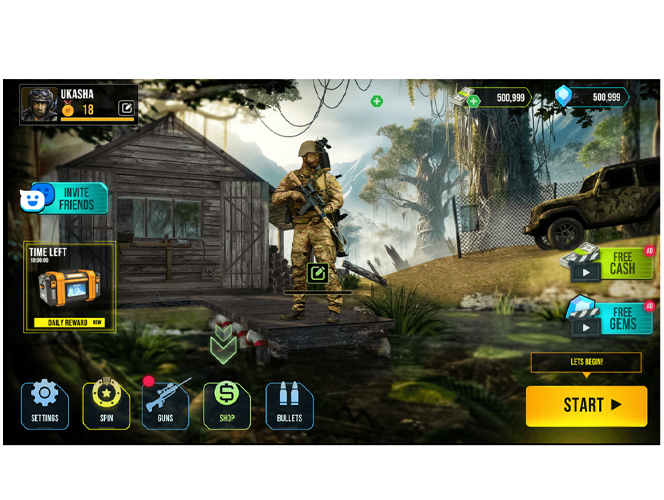 UKASHA
18
500,999
500,999
INVITE
FRIENDS
TIME LEFT
10:00:00
DAILY REWARD
NEW
AD
FREE
CASH
AD
FREE
GEMS
LETS BEGIN!
START
SETTINGS
SPIN
GUNS
SHOP
BULLETS